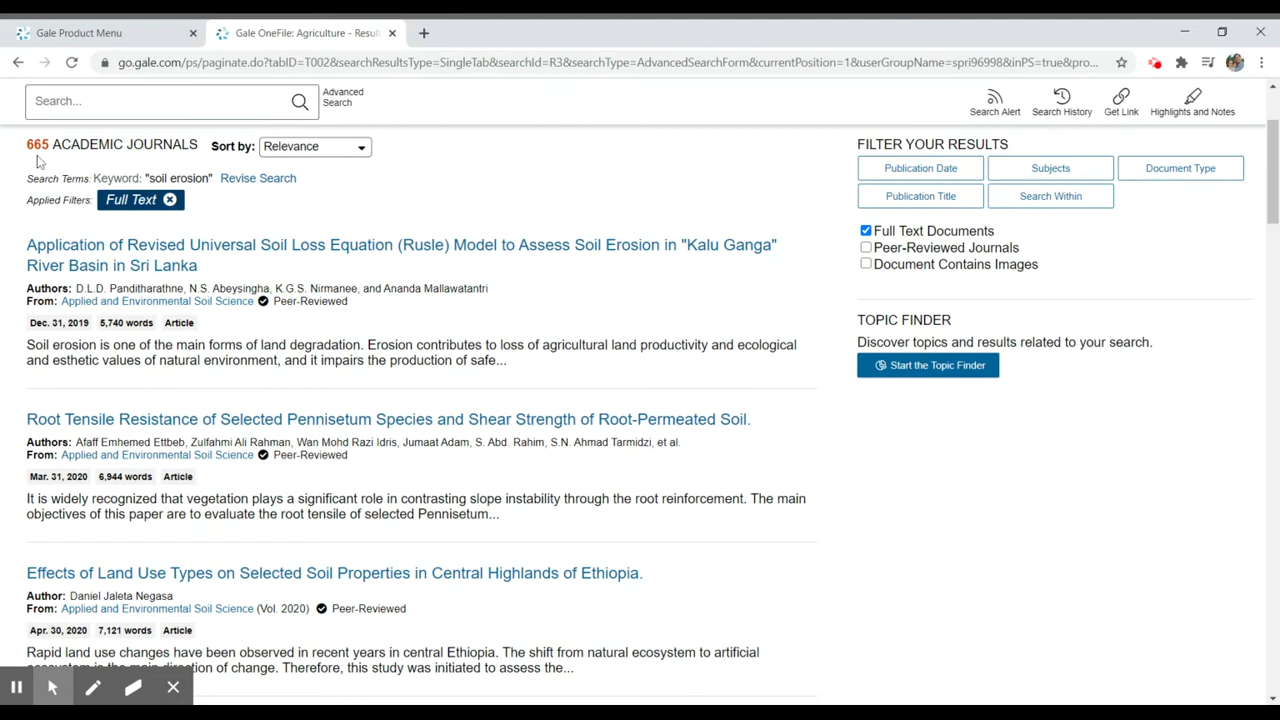 Gale Product Menu
Gale OneFile: Agriculture - Resul
go.gale.com/ps/paginate.do?tabID=T002&searchResultsType=SingleTab&searchId=R3&searchType=AdvancedSearchForm&currentPosition=1&userGroupName=spri96998&inPS=true&pro...
Search...
Advanced
Search
Search Alert
Search History
Get Link
Highlights and Notes
665 ACADEMIC JOURNALS Sort by: Relevance
Search Terms: Keyword: "soil erosion" Revise Search
Applied Filters: Full Text
Application of Revised Universal Soil Loss Equation (Rusle) Model to Assess Soil Erosion in "Kalu Ganga"
River Basin in Sri Lanka
Authors: D.L.D. Panditharathne, N.S. Abeysingha, K.G.S. Nirmanee, and Ananda Mallawatantri
From: Applied and Environmental Soil Science Peer-Reviewed
Dec. 31, 2019 5,740 words Article
Soil erosion is one of the main forms of land degradation. Erosion contributes to loss of agricultural land productivity and ecological
and esthetic values of natural environment, and it impairs the production of safe...
Root Tensile Resistance of Selected Pennisetum Species and Shear Strength of Root-Permeated Soil.
Authors: Afaff Emhemed Ettbeb, Zulfahmi Ali Rahman, Wan Mohd Razi Idris, Jumaat Adam, S. Abd. Rahim, S.N. Ahmad Tarmidzi, et al.
From: Applied and Environmental Soil Science Peer-Reviewed
Mar. 31, 2020 6,944 words Article
It is widely recognized that vegetation plays a significant role in contrasting slope instability through the root reinforcement. The main
objectives of this paper are to evaluate the root tensile of selected Pennisetum...
Effects of Land Use Types on Selected Soil Properties in Central Highlands of Ethiopia.
Author: Daniel Jaleta Negasa
From: Applied and Environmental Soil Science (Vol. 2020) Peer-Reviewed
Apr. 30, 2020 7,121 words Article
Rapid land use changes have been observed in recent years in central Ethiopia. The shift from natural ecosystem to artificial
ecosystem is the main direction of change. Therefore, this study was initiated to assess the...
FILTER YOUR RESULTS
Publication Date
Subjects
Document Type
Publication Title
Search Within
Full Text Documents
Peer-Reviewed Journals
Document Contains Images
TOPIC FINDER
Discover topics and results related to your search.
Start the Topic Finder